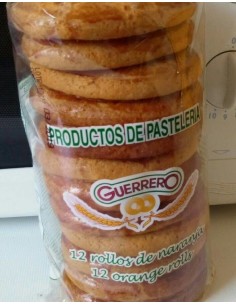 PRODUCTOS DE PASTELERIA
GUERRERO
12 rollos de naranja
12 orange rolls